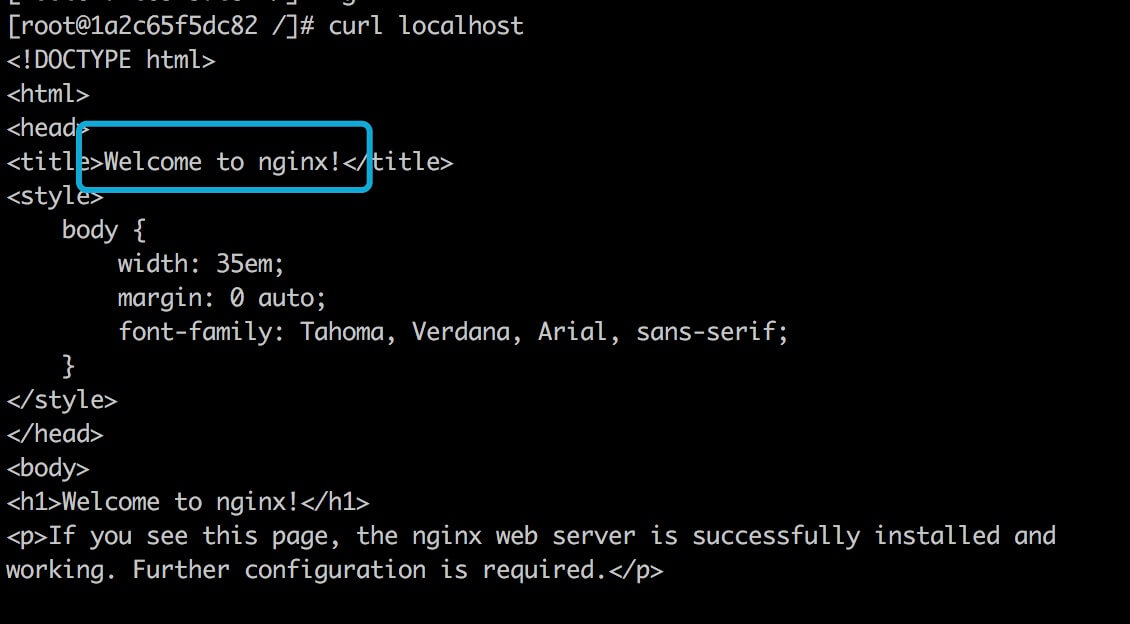 [root@1a2c65f5dc82 /]# curl localhost
<!DOCTYPE html>
<html>
<head>
<title>Welcome to nginx!</title>
<style>
    body {
        width: 35em;
        margin: 0 auto;
        font-family: Tahoma, Verdana, Arial, sans-serif;
    }
</style>
</head>
<body>
<h1>Welcome to nginx!</h1>
<p>If you see this page, the nginx web server is successfully installed and
working. Further configuration is required.</p>